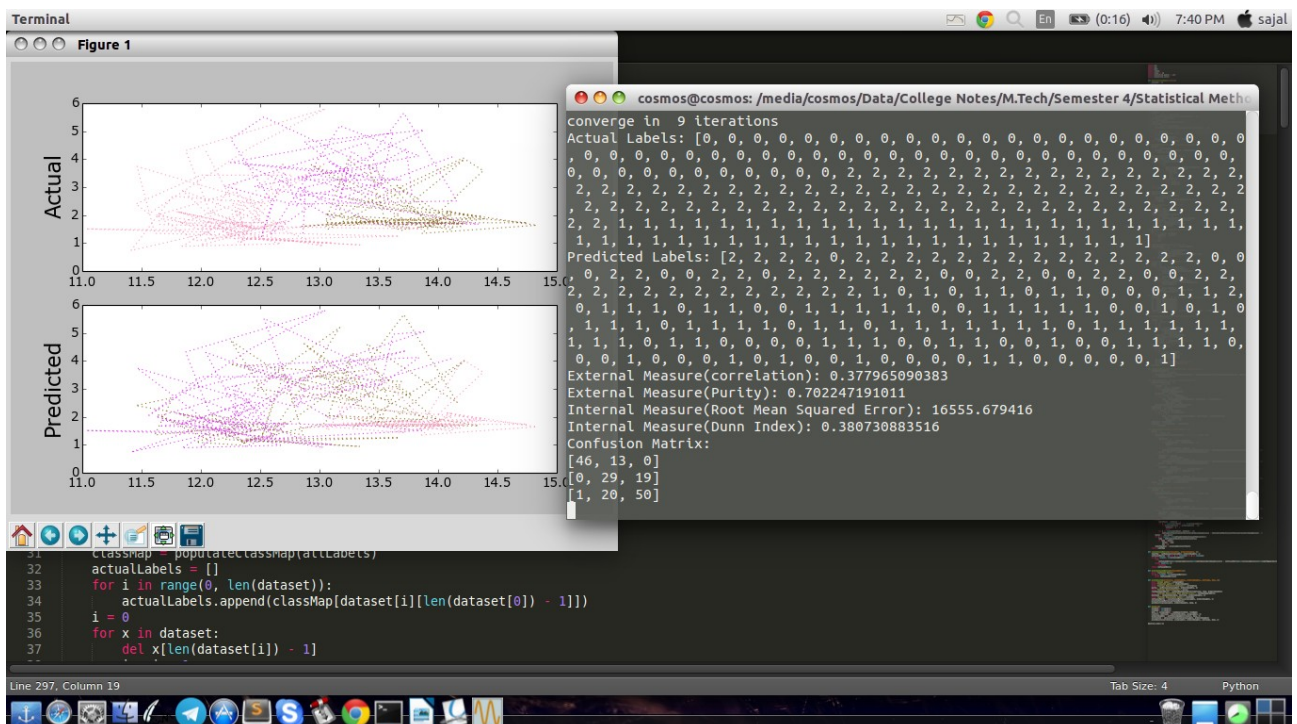 Terminal
En (0:16) 7:40 PM sajal
Figure 1
6
5
4
3
2
1
0
Actual
11.0 11.5 12.0 12.5 13.0 13.5 14.0 14.5 15.0
6
5
4
3
2
1
0
Predicted
11.0 11.5 12.0 12.5 13.0 13.5 14.0 14.5 15.0
cosmos@cosmos: /media/cosmos/Data/College Notes/M.Tech/Semester 4/Statistical Metho
converge in 9 iterations
Actual Labels: [0, 0, 0, 0, 0, 0, 0, 0, 0, 0, 0, 0, 0, 0, 0, 0, 0, 0, 0, 0, 0, 0
, 0, 0, 0, 0, 0, 0, 0, 0, 0, 0, 0, 0, 0, 0, 0, 0, 0, 0, 0, 0, 0, 0, 0, 0, 0, 0,
0, 0, 0, 0, 0, 0, 0, 0, 0, 0, 0, 2, 2, 2, 2, 2, 2, 2, 2, 2, 2, 2, 2, 2, 2, 2, 2,
2, 2, 2, 2, 2, 2, 2, 2, 2, 2, 2, 2, 2, 2, 2, 2, 2, 2, 2, 2, 2, 2, 2, 2, 2, 2, 2
, 2, 2, 2, 2, 2, 2, 2, 2, 2, 2, 2, 2, 2, 2, 2, 2, 2, 2, 2, 2, 2, 2, 2, 2, 2, 2,
2, 2, 1, 1, 1, 1, 1, 1, 1, 1, 1, 1, 1, 1, 1, 1, 1, 1, 1, 1, 1, 1, 1, 1, 1, 1, 1,
1, 1, 1, 1, 1, 1, 1, 1, 1, 1, 1, 1, 1, 1, 1, 1, 1, 1, 1, 1, 1, 1, 1]
Predicted Labels: [2, 2, 2, 2, 0, 2, 2, 2, 2, 2, 2, 2, 2, 2, 2, 2, 2, 2, 2, 0, 0
, 0, 2, 2, 0, 0, 2, 2, 0, 2, 2, 2, 2, 2, 2, 0, 0, 2, 2, 0, 0, 2, 2, 0, 0, 2, 2,
2, 2, 2, 2, 2, 2, 2, 2, 2, 2, 2, 2, 1, 0, 1, 0, 1, 1, 0, 1, 1, 0, 0, 0, 1, 1, 2,
0, 1, 1, 1, 0, 1, 1, 0, 0, 1, 1, 1, 1, 1, 0, 0, 1, 1, 1, 1, 1, 0, 0, 1, 0, 1, 0
, 1, 1, 1, 0, 1, 1, 1, 1, 0, 1, 1, 0, 1, 1, 1, 1, 1, 1, 1, 0, 1, 1, 1, 1, 1, 1,
1, 1, 1, 0, 1, 1, 0, 0, 0, 1, 1, 1, 0, 0, 1, 1, 0, 1, 0, 0, 1, 1, 1, 1, 0,
0, 0, 1, 0, 0, 0, 1, 0, 1, 0, 0, 1, 0, 0, 0, 0, 1, 1, 0, 0, 0, 0, 0, 1]
External Measure(correlation): 0.377965090383
External Measure(Purity): 0.702247191011
Internal Measure(Root Mean Squared Error): 16555.679416
Internal Measure(Dunn Index): 0.380730883516
Confusion Matrix:
[46, 13, 0]
[0, 29, 19]
[1, 20, 50]
31 classMap = populateClassMap(allLabels)
32 actualLabels = []
33 for i in range(0, len(dataset)):
34 actualLabels.append(classMap[dataset[i][len(dataset[0]) - 1]])
35 i = 0
36 for x in dataset:
37 del x[len(dataset[i]) - 1]
Line 297, Column 19 Tab Size: 4 Python